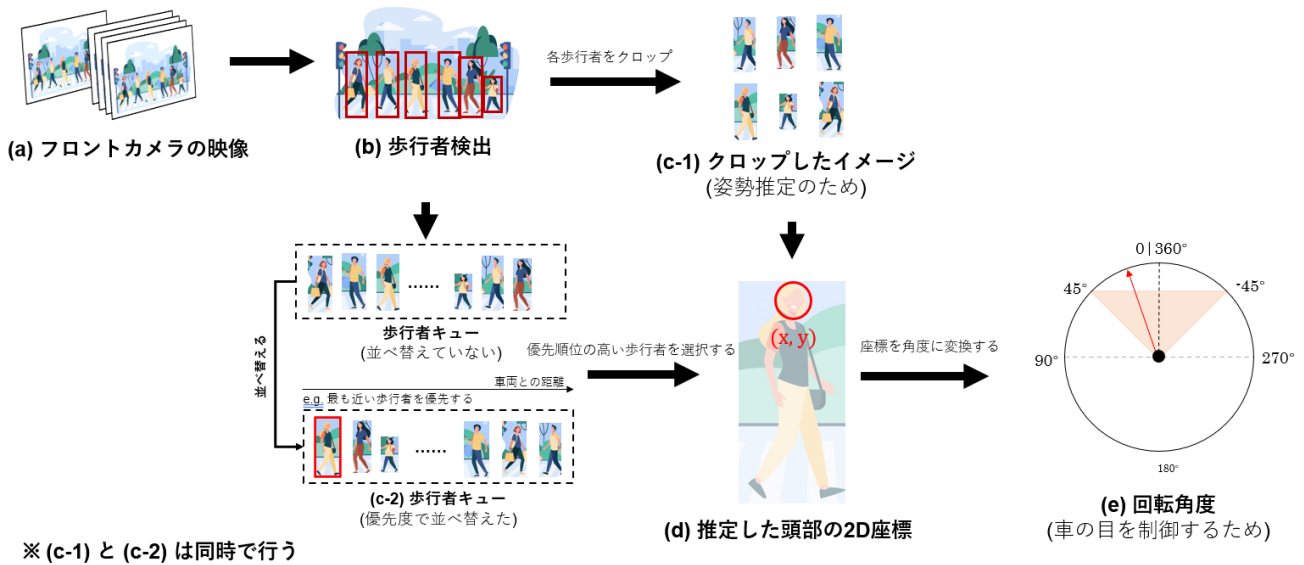 各歩行者をクロップ
(a) フロントカメラの映像
(b) 歩行者検出
(c-1) クロップしたイメージ
(姿勢推定のため)
並べ替える
......
歩行者キュー
(並べ替えていない)
車両との距離
e.g. 最も近い歩行者を優先する
......
(c-2) 歩行者キュー
(優先度で並べ替えた)
優先順位の高い歩行者を選択する
(x, y)
(d) 推定した頭部の2D座標
座標を角度に変換する
0 | 360°
45°
-45°
90°
270°
180°
(e) 回転角度
(車の目を制御するため)
※ (c-1) と (c-2) は同時で行う